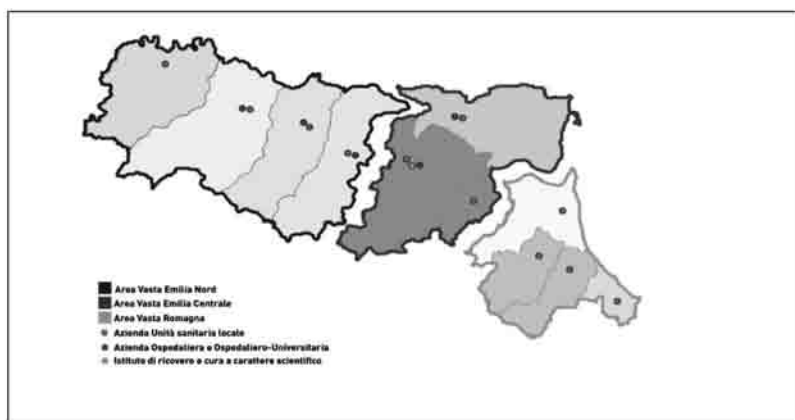 Area Vasta Emilia Nord
Area Vasta Emilia Centrale
Area Vasta Romagna
Azienda Unità sanitaria locale
Azienda Ospedaliera e Ospedaliero-Universitaria
Istituto di ricovero e cura a carattere scientifico